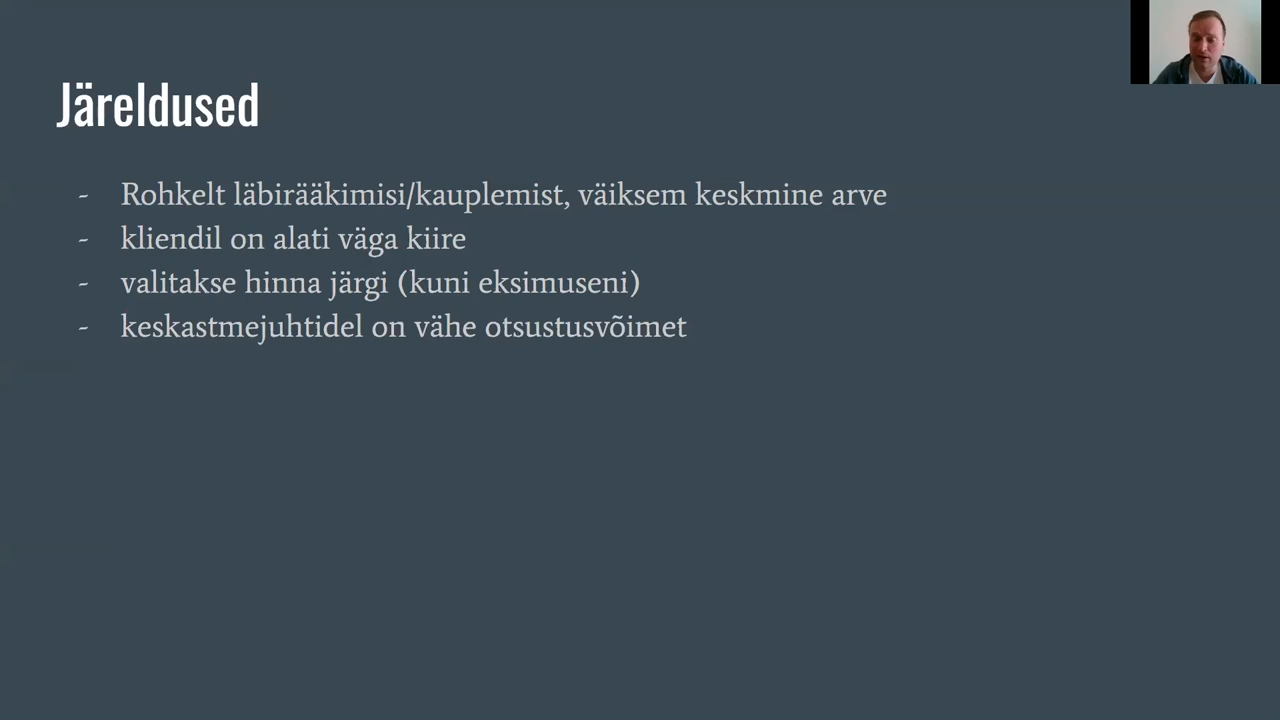 Järeldused
- Rohkelt läbirääkimisi/kauplemist, väiksem keskmine arve
- kliendil on alati väga kiire
- valitakse hinna järgi (kuni eksimuseni)
- keskastmejuhtidel on vähe otsustusvõimet